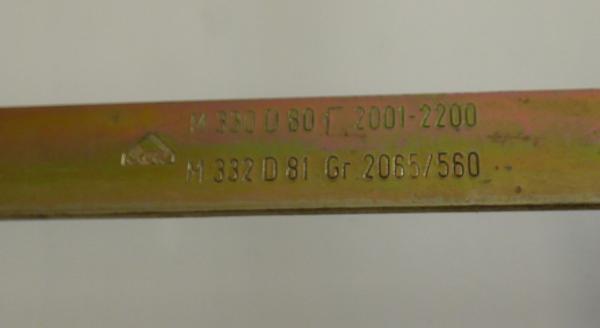 M 330 D 80 Γ 2001-2200
M 332 D 81 Gr. 2065/560